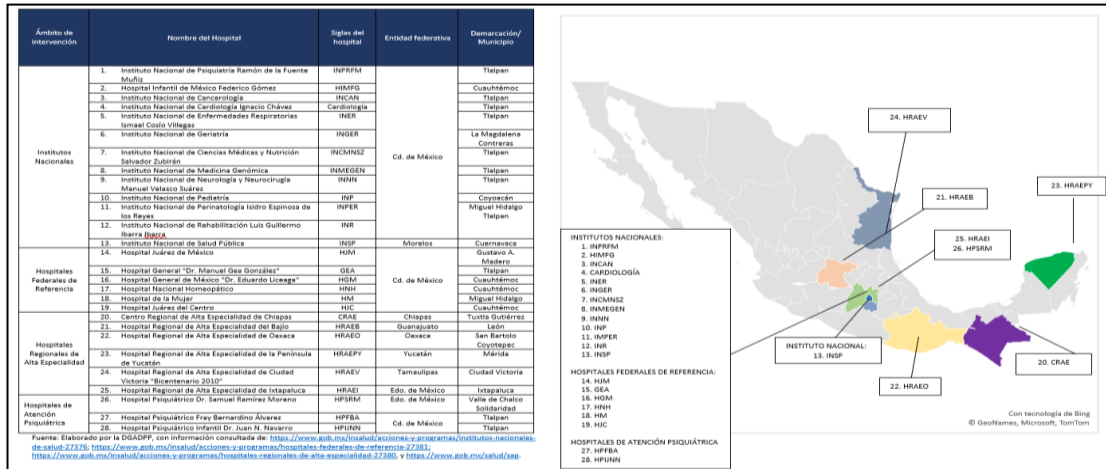 Ámbito de Intervención
Nombre del Hospital
Siglas del hospital
Entidad federativa
Demarcación/ Municipio
Institutos Nacionales
1. Instituto Nacional de Psiquiatría Ramón de la Fuente Muñiz INPRFM Cd. de México Tlalpan
2. Hospital Infantil de México Federico Gómez HIMFG Cuauhtémoc
3. Instituto Nacional de Cancerología INCAN Tlalpan
4. Instituto Nacional de Cardiología Ignacio Chávez Cardiología Tlalpan
5. Instituto Nacional de Enfermedades Respiratorias Ismael Cosío Villegas INER Tlalpan
6. Instituto Nacional de Geriatría INGER La Magdalena Contreras
7. Instituto Nacional de Ciencias Médicas y Nutrición Salvador Zubirán INCMNSZ Tlalpan
8. Instituto Nacional de Medicina Genómica INMEGEN Tlalpan
9. Instituto Nacional de Neurología y Neurocirugía Manuel Velasco Suárez INNN Tlalpan
10. Instituto Nacional de Pediatría INP Coyoacán
11. Instituto Nacional de Perinatología Isidro Espinosa de los Reyes INPER Miguel Hidalgo
12. Instituto Nacional de Rehabilitación Luis Guillermo Ibarra Ibarra INR Tlalpan
13. Instituto Nacional de Salud Pública INSP Morelos Cuernavaca
Hospitales Federales de Referencia
14. Hospital Juárez de México HJM Cd. de México Gustavo A. Madero
15. Hospital General "Dr. Manuel Gea González" GEA Tlalpan
16. Hospital General de México "Dr. Eduardo Liceaga" HGM Cuauhtémoc
17. Hospital Nacional Homeopático HNH Cuauhtémoc
18. Hospital de la Mujer HM Miguel Hidalgo
19. Hospital Juárez del Centro HJC Cuauhtémoc
Hospitales Regionales de Alta Especialidad
20. Centro Regional de Alta Especialidad de Chiapas CRAE Chiapas Tuxtla Gutiérrez
21. Hospital Regional de Alta Especialidad del Bajío HRAEB Guanajuato León
22. Hospital Regional de Alta Especialidad de Oaxaca HRAEO Oaxaca San Bartolo Coyotepec
23. Hospital Regional de Alta Especialidad de la Península de Yucatán HRAEPY Yucatán Mérida
24. Hospital Regional de Alta Especialidad de Ciudad Victoria "Bicentenario 2010" HRAEV Tamaulipas Ciudad Victoria
25. Hospital Regional de Alta Especialidad de Ixtapaluca HRAEI Edo. de México Ixtapaluca
Hospitales de Atención Psiquiátrica
26. Hospital Psiquiátrico Dr. Samuel Ramírez Moreno HPSRM Edo. de México Valle de Chalco Solidaridad
27. Hospital Psiquiátrico Fray Bernardino Álvarez HPFBA Cd. de México Tlalpan
28. Hospital Psiquiátrico Infantil Dr. Juan N. Navarro HPIJNN Tlalpan
Fuente: Elaborado por la DGADPP, con información consultada de: https://www.gob.mx/insalud/acciones-y-programas/institutos-nacionales-
de-salud-27376; https://www.gob.mx/insalud/acciones-y-programas/hospitales-federales-de-referencia-27381;
https://www.gob.mx/insalud/acciones-y-programas/hospitales-regionales-de-alta-especialidad-27380, y https://www.gob.mx/salud/sap.
24. HRAEV
23. HRAEPY
21. HRAEB
25. HRAEI
26. HPSRM
INSTITUTO NACIONAL:
13. INSP
20. CRAE
22. HRAEO
INSTITUTOS NACIONALES:
1. INPRFM
2. HIMFG
3. INCAN
4. CARDIOLOGÍA
5. INER
6. INGER
7. INCMNSZ
8. INMEGEN
9. INNN
10. INP
11. IMPER
12. INR
13. INSP
HOSPITALES FEDERALES DE REFERENCIA:
14. HJM
15. GEA
16. HGM
17. HNH
18. HM
19. HJC
HOSPITALES DE ATENCIÓN PSIQUIÁTRICA
27. HPFBA
28. HPIJNN
Con tecnología de Bing
© GeoNames, Microsoft, TomTom